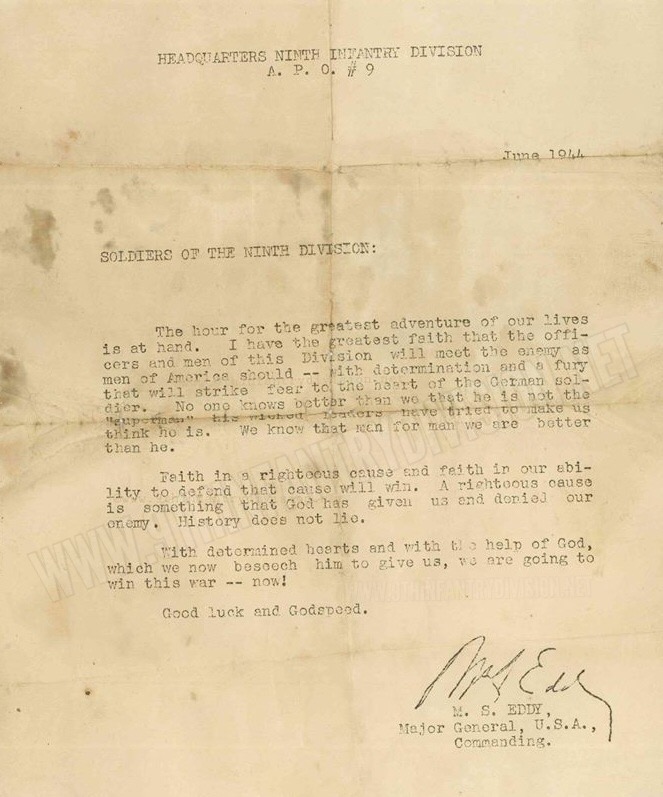 HEADQUARTERS NINTH INFANTRY DIVISION
A. P. O. # 9
June 1944
SOLDIERS OF THE NINTH DIVISION:
The hour for the greatest adventure of our lives
is at hand. I have the greatest faith that the offi-
cers and men of this Division will meet the enemy as
men of America should -- with determination and a fury
that will strike fear to the heart of the German sol-
dier. No one knows better than we that he is not the
"superman" his wicked leaders have tried to make us
think he is. We know that man for man we are better
than he.
Faith in a righteous cause and faith in our abi-
lity to defend that cause will win. A righteous cause
is something that God has given us and denied our
enemy. History does not lie.
With determined hearts and with the help of God,
which we now beseech him to give us, we are going to
win this war -- now!
Good luck and Godspeed.
M S Eddy
M. S. EDDY,
Major General, U.S.A.,
Commanding.